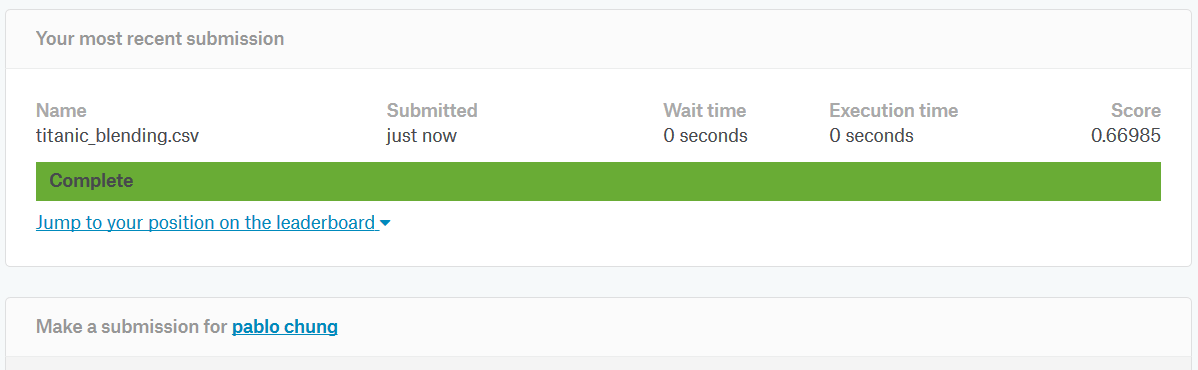 Your most recent submission
Name Submitted Wait time Execution time Score
titanic_blending.csv just now 0 seconds 0 seconds 0.66985
Complete
Jump to your position on the leaderboard
Make a submission for pablo chung